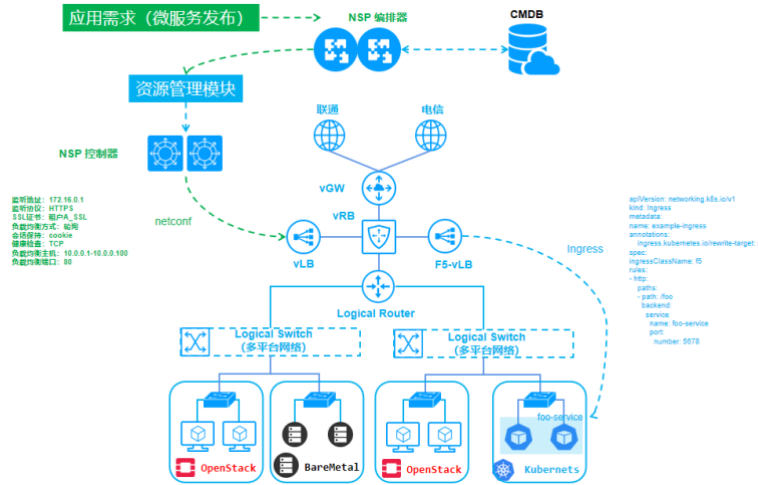 应用需求（微服务发布）
NSP 编排器
CMDB
资源管理模块
联通
电信
NSP 控制器
vGW
监听地址：172.16.0.1
监听协议：HTTPS
SSL证书：租户A_SSL
负载均衡方式：轮询
会话保持：cookie
健康检查：TCP
负载均衡主机：10.0.0.1-10.0.0.100
负载均衡端口：80
netconf
vRB
vLB
F5-vLB
Ingress
apiVersion: networking.k8s.io/v1
kind: Ingress
metadata:
name: example-ingress
annotations:
ingress.kubernetes.io/rewrite-target:
spec:
ingressClassName: f5
rules:
- http:
paths:
- path: /foo
backend:
service:
name: foo-service
port:
number: 5678
Logical Router
Logical Switch
（多平台网络）
Logical Switch
（多平台网络）
foo-service
OpenStack
BareMetal
OpenStack
Kubernets